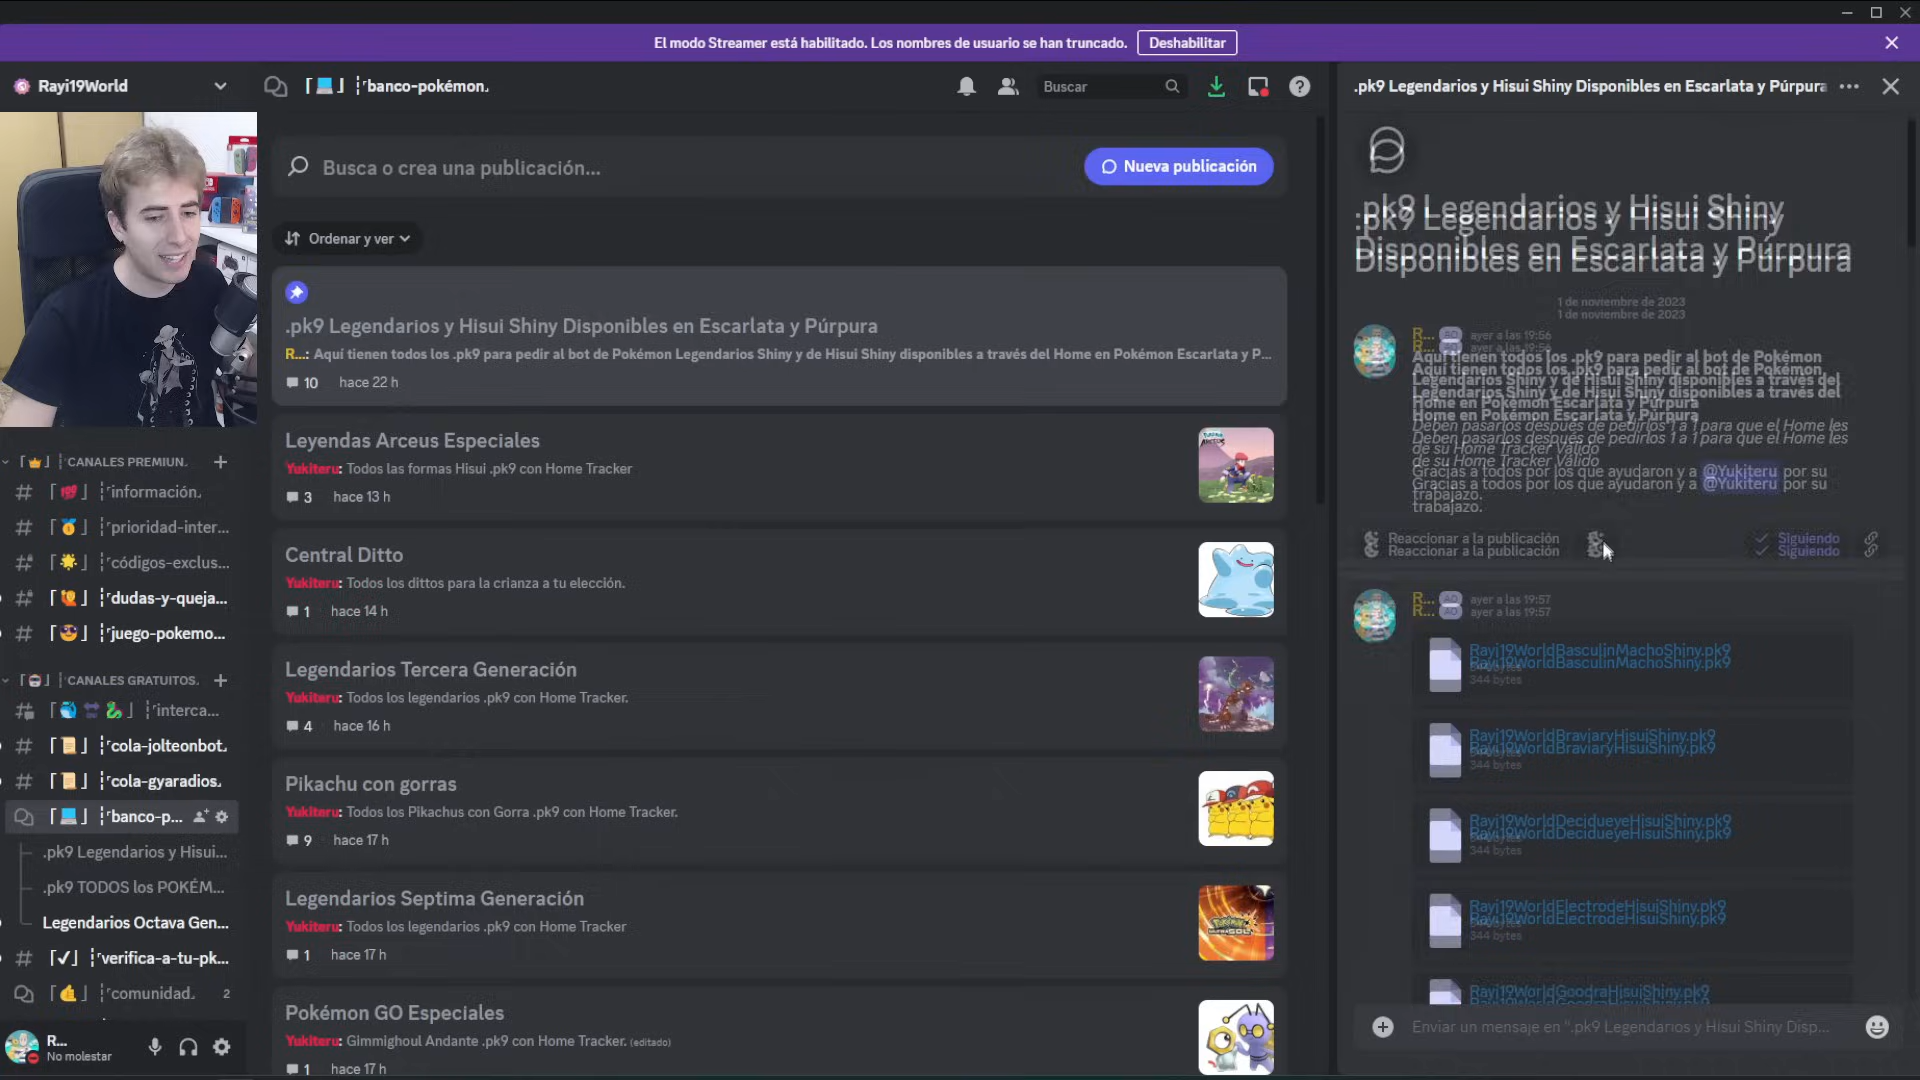 El modo Streamer está habilitado. Los nombres de usuario se han truncado.
Deshabilitar
Rayi19World
banco-pokémon.
Buscar
Busca o crea una publicación...
Nueva publicación
Ordenar y ver
.pk9 Legendarios y Hisui Shiny Disponibles en Escarlata y Púrpura
R...: Aquí tienen todos los .pk9 para pedir al bot de Pokémon Legendarios Shiny y de Hisui Shiny disponibles a través del Home en Pokémon Escarlata y P...
10 hace 22 h
Leyendas Arceus Especiales
Yukiteru: Todos las formas Hisui .pk9 con Home Tracker
3 hace 13 h
Central Ditto
Yukiteru: Todos los dittos para la crianza a tu elección.
1 hace 14 h
Legendarios Tercera Generación
Yukiteru: Todos los legendarios .pk9 con Home Tracker.
4 hace 16 h
Pikachu con gorras
Yukiteru: Todos los Pikachus con Gorra .pk9 con Home Tracker.
9 hace 17 h
Legendarios Septima Generación
Yukiteru: Todos los legendarios .pk9 con Home Tracker
1 hace 17 h
Pokémon GO Especiales
Yukiteru: Gimmighoul Andante .pk9 con Home Tracker. (editado)
1 hace 17 h
CANALES PREMIUN.
información.
prioridad-inter...
códigos-exclus...
dudas-y-queja...
juego-pokemo...
CANALES GRATUITOS.
interca...
cola-jolteonbot.
cola-gyaradios.
banco-p...
.pk9 Legendarios y Hisui...
.pk9 TODOS los POKÉM...
Legendarios Octava Gen...
verifica-a-tu-pk...
comunidad. 2
R...
No molestar
.pk9 Legendarios y Hisui Shiny Disponibles en Escarlata y Púrpura
.pk9 Legendarios y Hisui Shiny
Disponibles en Escarlata y Púrpura
1 de noviembre de 2023
R... AD ayer a las 19:56
Aquí tienen todos los .pk9 para pedir al bot de Pokémon
Legendarios Shiny y de Hisui Shiny disponibles a través del
Home en Pokémon Escarlata y Púrpura
Deben pasarlos después de pedirlos 1 a 1 para que el Home les
de su Home Tracker Válido
Gracias a todos por los que ayudaron y a @Yukiteru por su
trabajazo.
Reaccionar a la publicación
Siguiendo
R... AD ayer a las 19:57
Rayi19WorldBasculinMachoShiny.pk9
344 bytes
Rayi19WorldBraviaryHisuiShiny.pk9
344 bytes
Rayi19WorldDecidueyeHisuiShiny.pk9
344 bytes
Rayi19WorldElectrodeHisuiShiny.pk9
344 bytes
Rayi19WorldGoodraHisuiShiny.pk9
Enviar un mensaje en ".pk9 Legendarios y Hisui Shiny Disp...